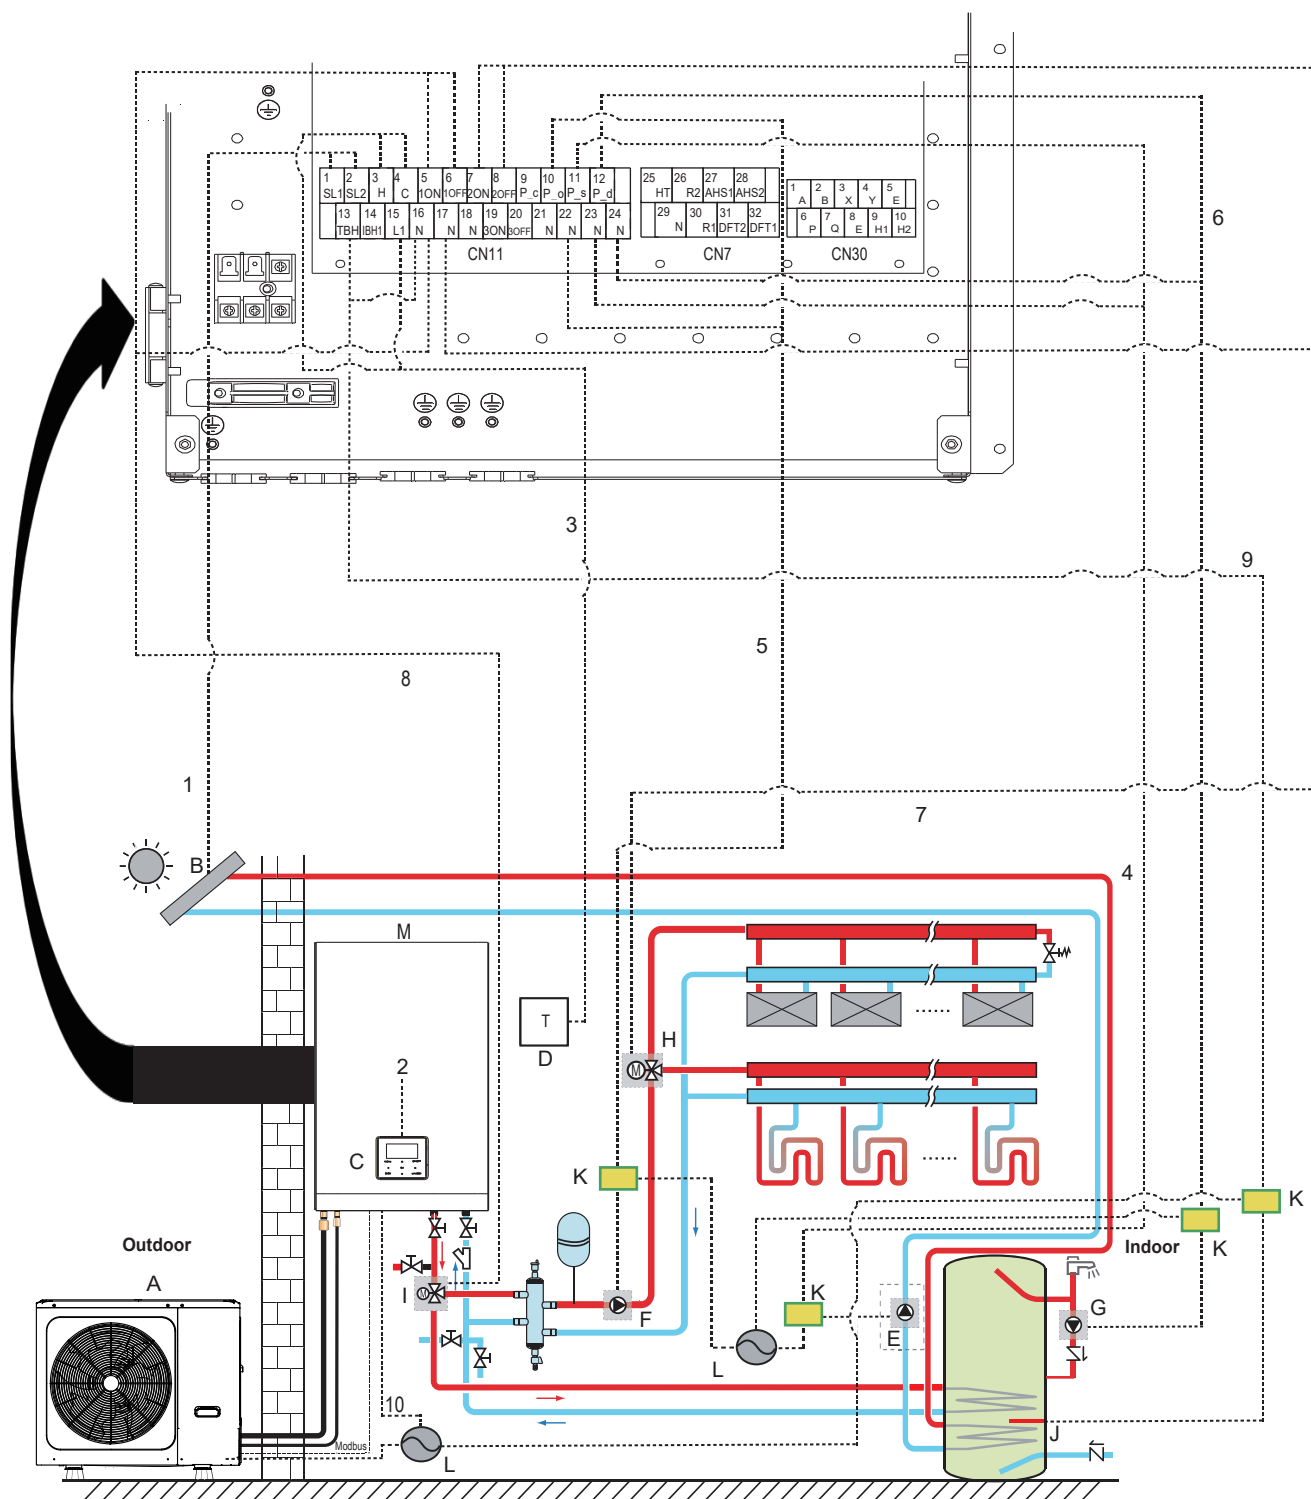 1 2 3 4 5 6 7 8 9 10 11 12
SL1 SL2 H C 1ON 1OFF 2ON 2OFF P_c P_o P_s P_d
13 14 15 16 17 18 19 20 21 22 23 24
TBH IBH1 L1 N N N 3ON 3OFF N N N N
CN11
25 26 27 28
HT R2 AHS1 AHS2
29 30 31 32
N R1 DFT2 DFT1
CN7
1 2 3 4 5
A B X Y E
6 7 8 9 10
P Q E H1 H2
CN30
6
3
9
5
8
1
7
B
4
M
T
D
H
2
C
K
K
K
Outdoor
Indoor
A
I
K
F
E
G
L
J
10
Modbus
L
M
M